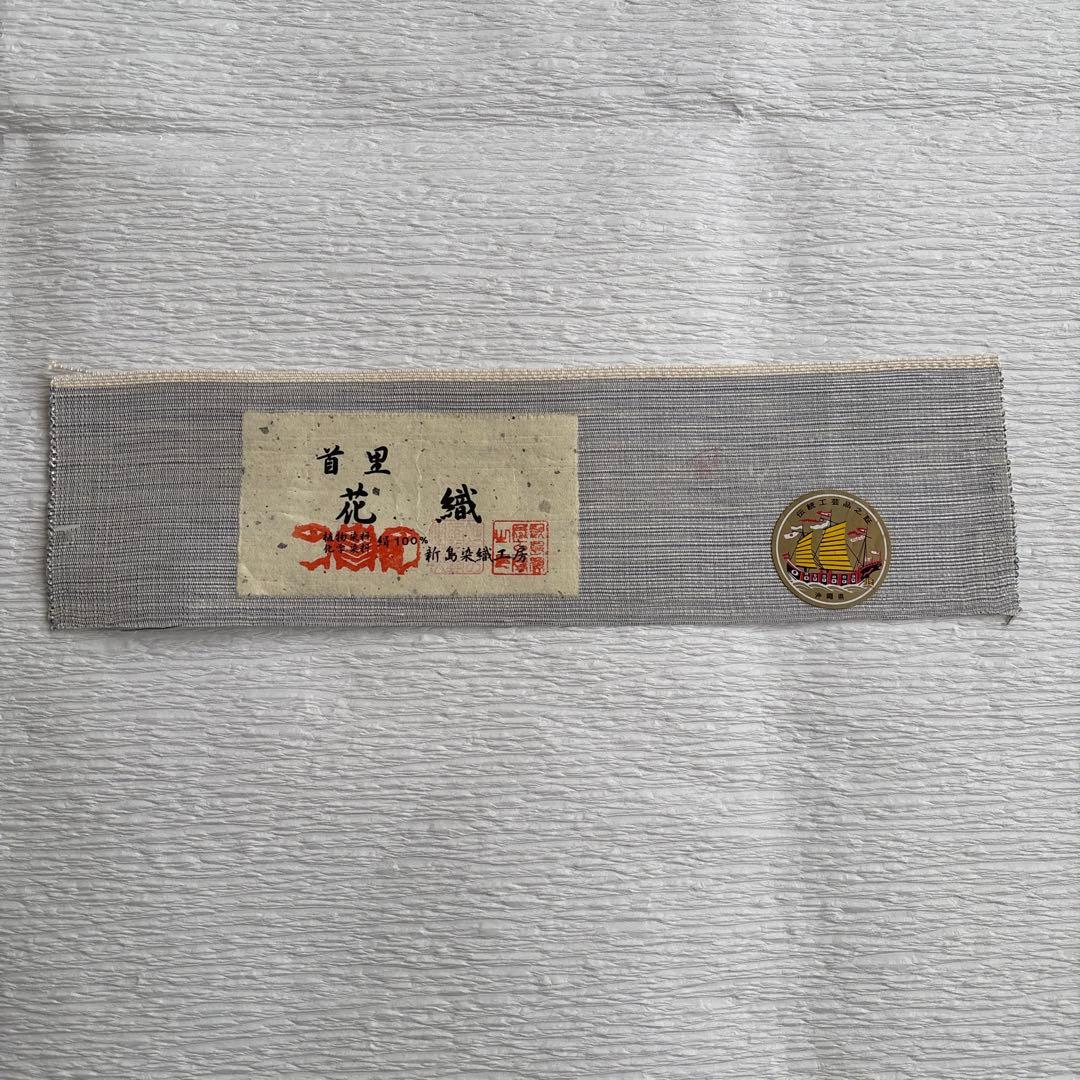 首里
花織
植物染料
化学染料
絹100%
新島染織工房
伝統工芸品之証
沖縄県